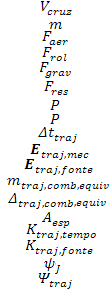 V_cruz
m
F_aer
F_rol
F_grav
F_res
P
P
Δt_traj
E_traj,mec
E_traj,fonte
m_traj,comb,equiv
Δ_traj,comb,equiv
A_esp
K_traj,tempo
K_traj,fonte
ψ_J
Ψ_traj